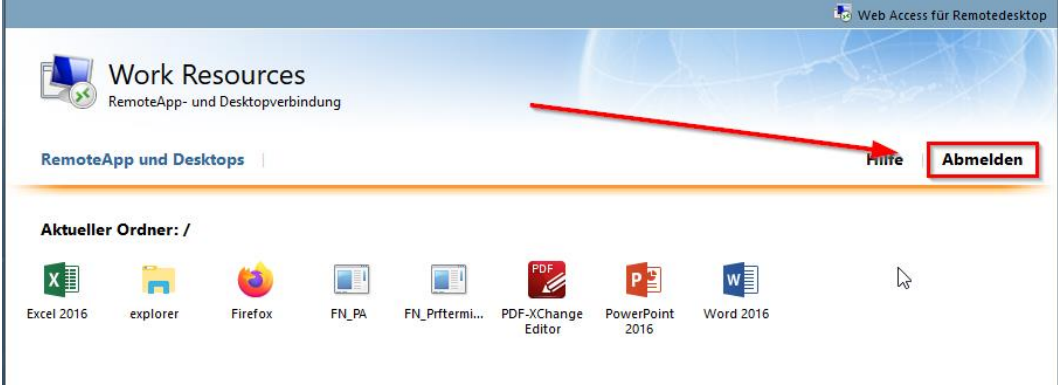 Web Access für Remotedesktop
Work Resources
RemoteApp- und Desktopverbindung
RemoteApp und Desktops
Hilfe
Abmelden
Aktueller Ordner: /
PDF
Excel 2016
explorer
Firefox
FN_PA
FN_Prftermi...
PDF-XChange
Editor
PowerPoint
2016
Word 2016